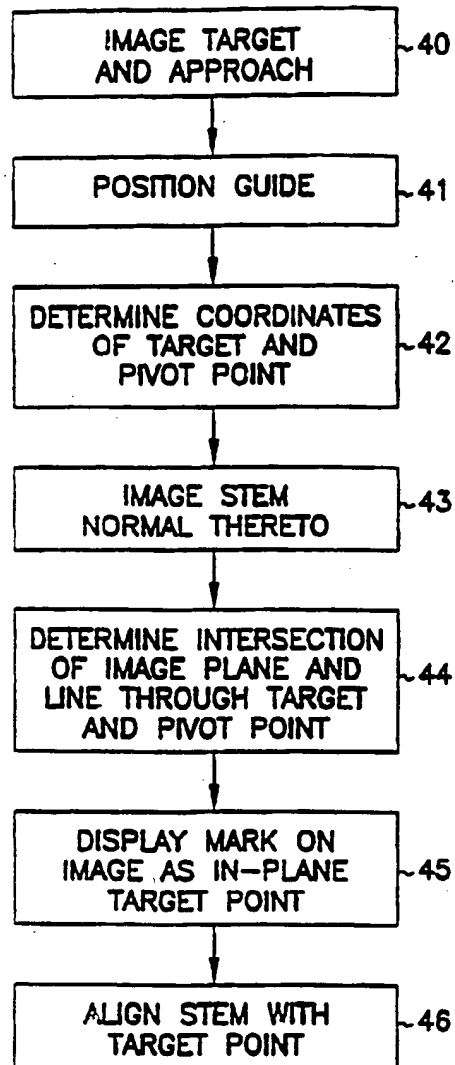 IMAGE TARGET
AND APPROACH
~40
POSITION GUIDE
~41
DETERMINE COORDINATES
OF TARGET AND
PIVOT POINT
~42
IMAGE STEM
NORMAL THERETO
~43
DETERMINE INTERSECTION
OF IMAGE PLANE AND
LINE THROUGH TARGET
AND PIVOT POINT
~44
DISPLAY MARK ON
IMAGE AS IN-PLANE
TARGET POINT
~45
ALIGN STEM WITH
TARGET POINT
~46